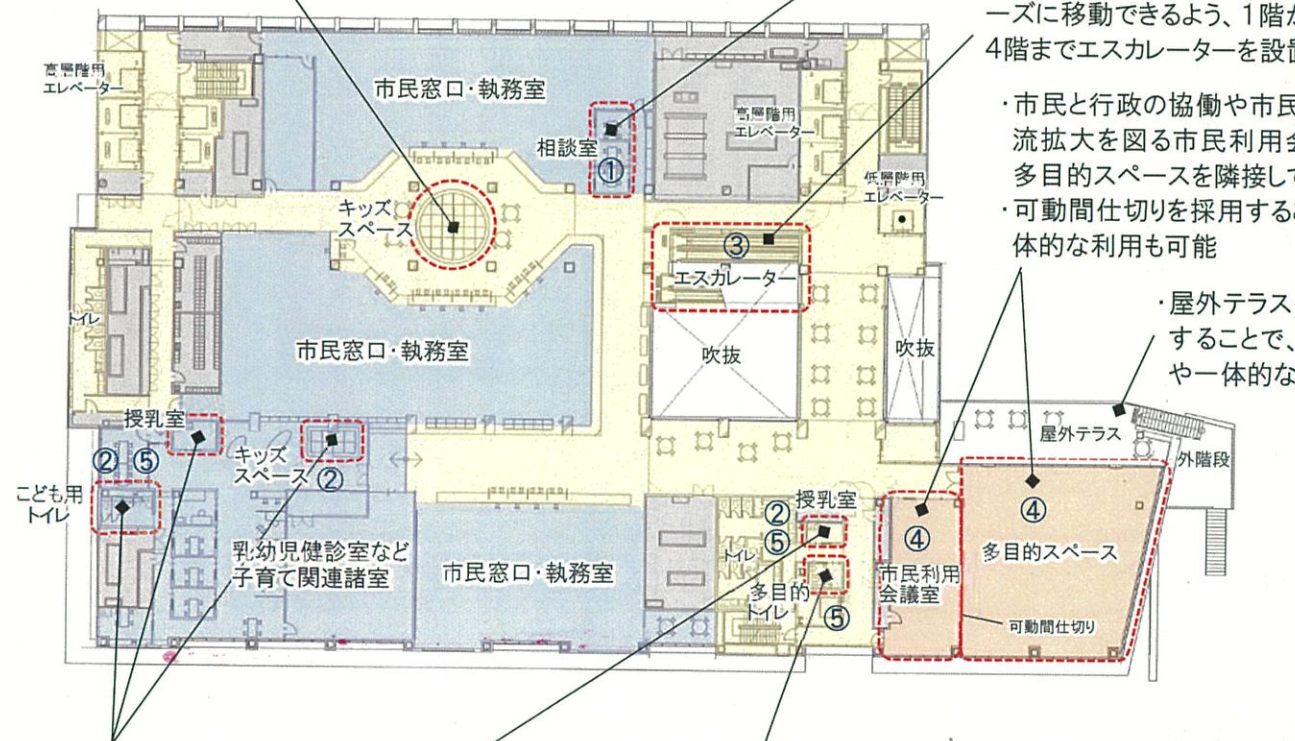 ーズに移動できるよう、1階か
4階までエスカレーターを設置
・市民と行政の協働や市民
流拡大を図る市民利用会
多目的スペースを隣接して
・可動間仕切りを採用するこ
体的な利用も可能
・屋外テラス
することで、
や一体的な
高層階用
エレベーター
市民窓口・執務室
相談室
①
高層階用
エレベーター
低層階用
エレベーター
キッズ
スペース
③
エスカレーター
トイレ
市民窓口・執務室
吹抜
吹抜
授乳室
② ⑤
キッズ
スペース
②
こども用
トイレ
乳幼児健診室など
子育て関連諸室
市民窓口・執務室
授乳室
②
⑤
トイレ
多目的
トイレ
⑤
④
市民利用
会議室
④
多目的スペース
可動間仕切り
屋外テラス
外階段